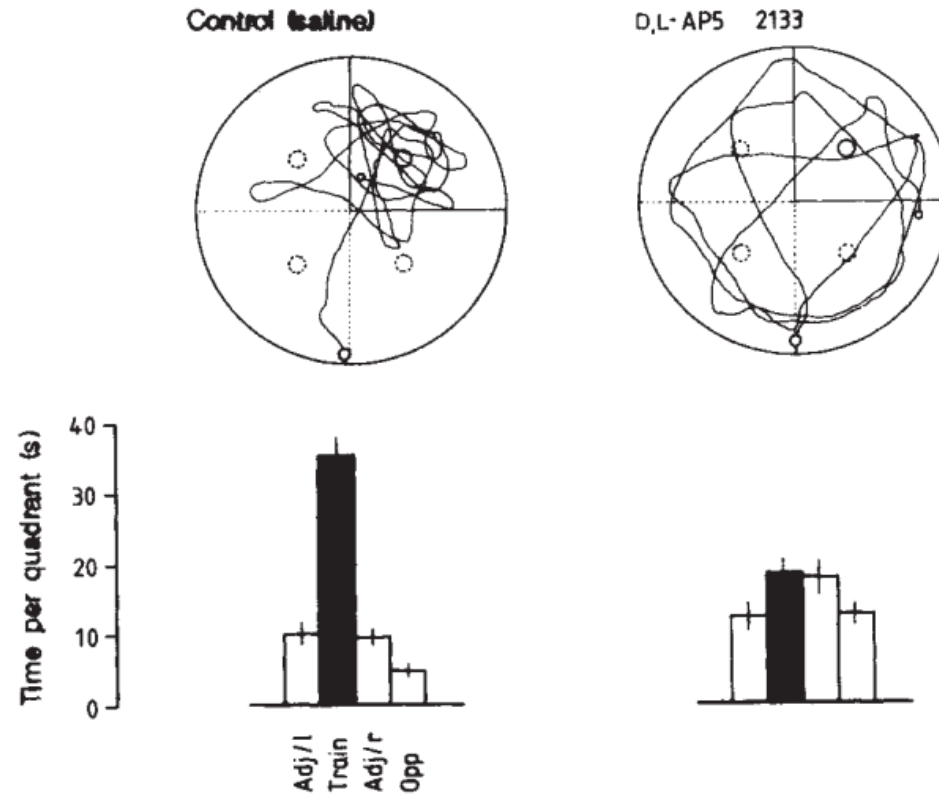 Control (saline)
D,L-AP5 2133
Time per quadrant (s)
40
30
20
10
0
Adj/l
Train
Adj/r
Opp